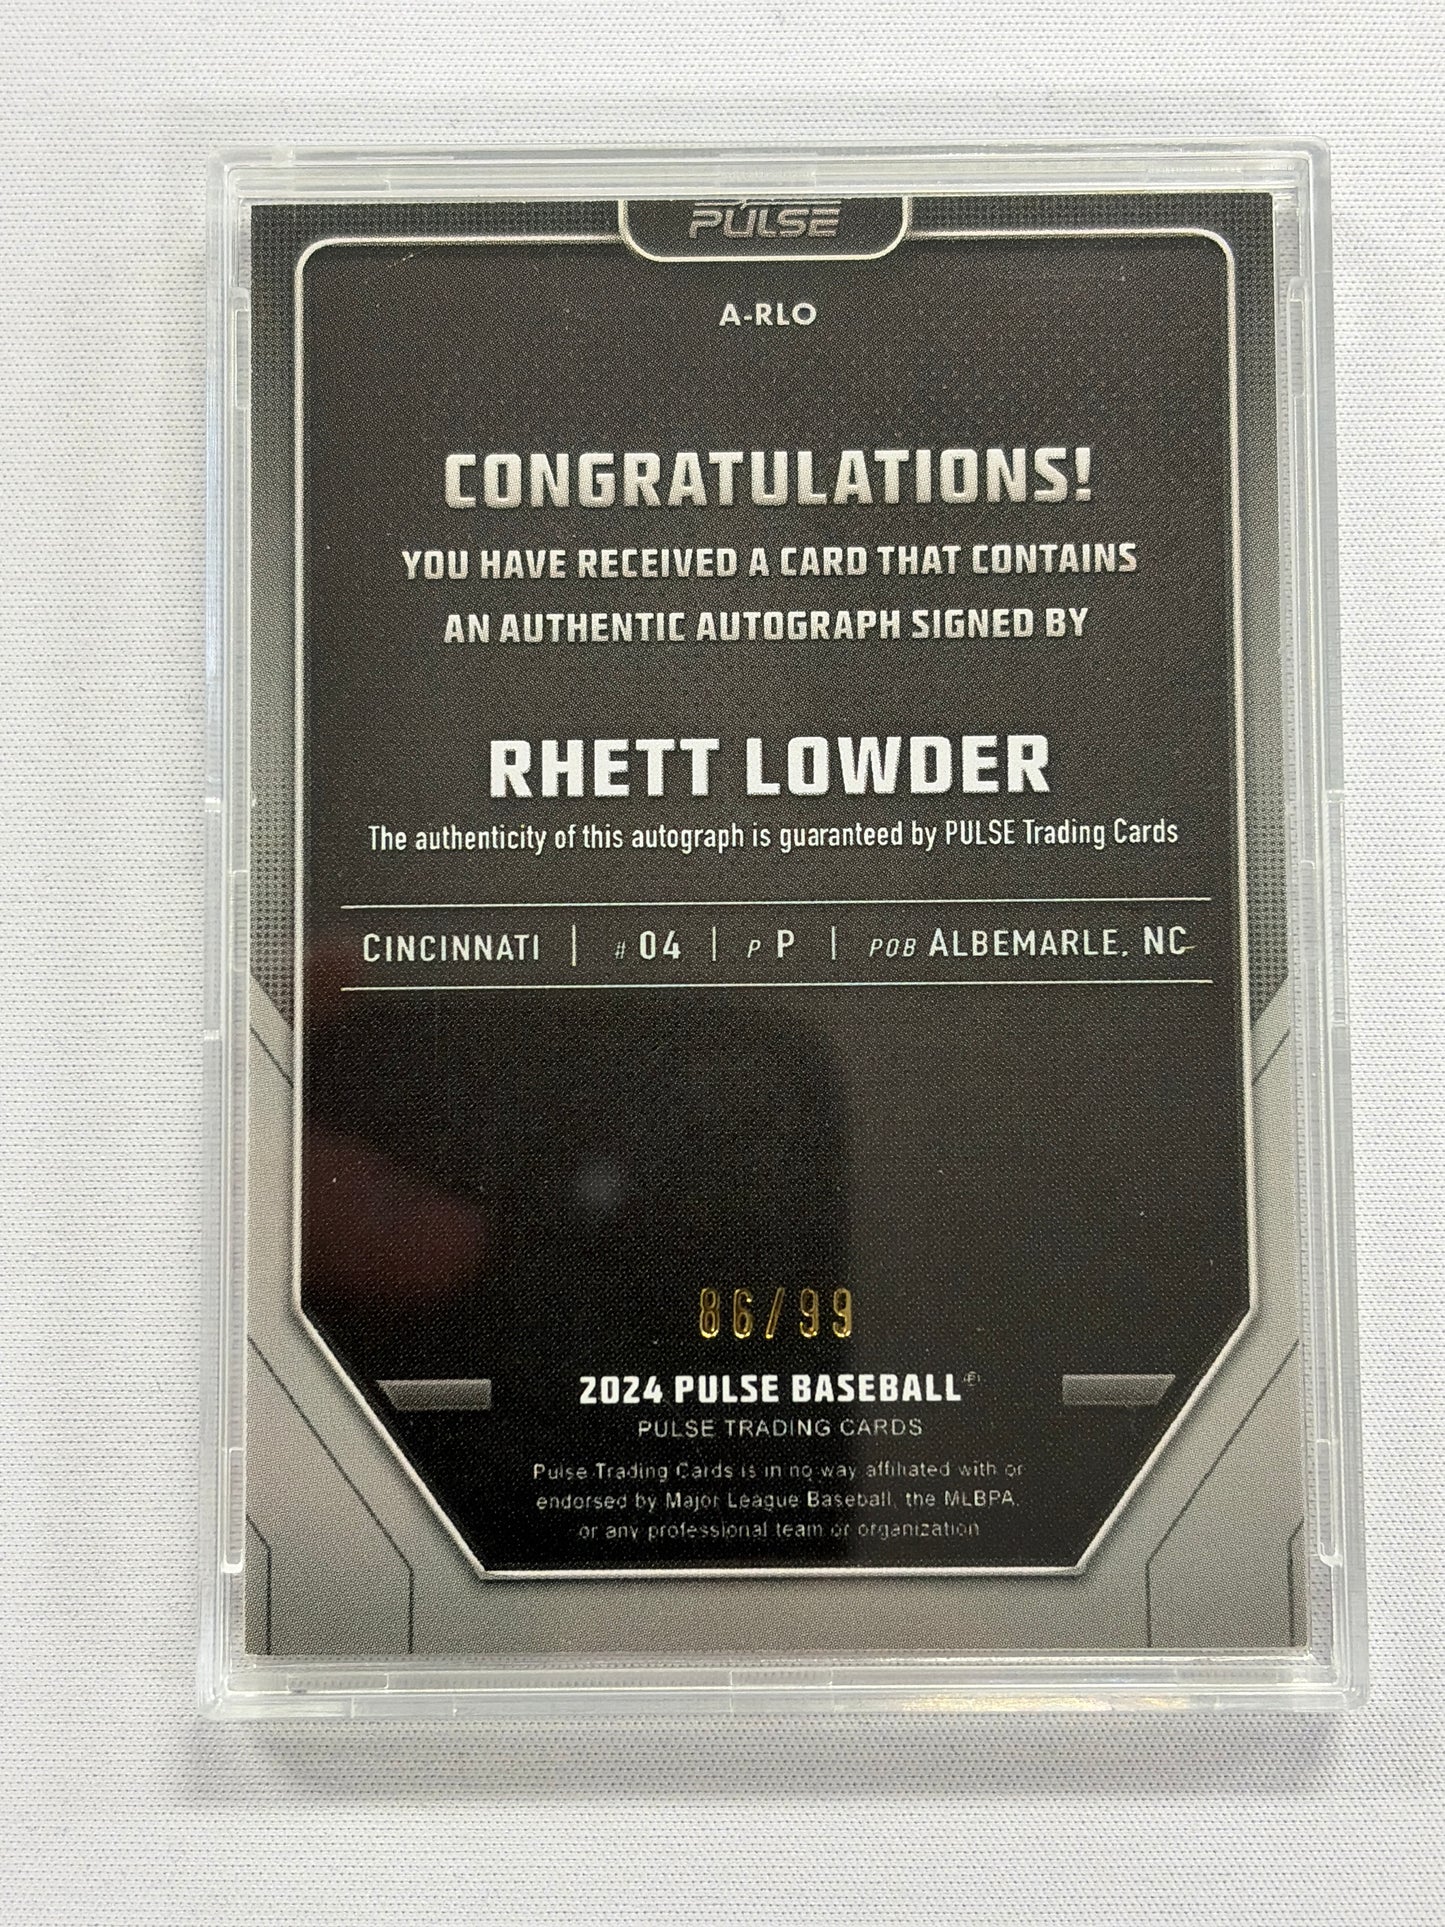 PULSE
A-RLO
CONGRATULATIONS!
YOU HAVE RECEIVED A CARD THAT CONTAINS
AN AUTHENTIC AUTOGRAPH SIGNED BY
RHETT LOWDER
The authenticity of this autograph is guaranteed by PULSE Trading Cards
CINCINNATI | # 04 | P P | POB ALBEMARLE, NC
86/99
2024 PULSE BASEBALL®
PULSE TRADING CARDS
Pulse Trading Cards is in no way affiliated with or
endorsed by Major League Baseball, the MLBPA,
or any professional team or organization